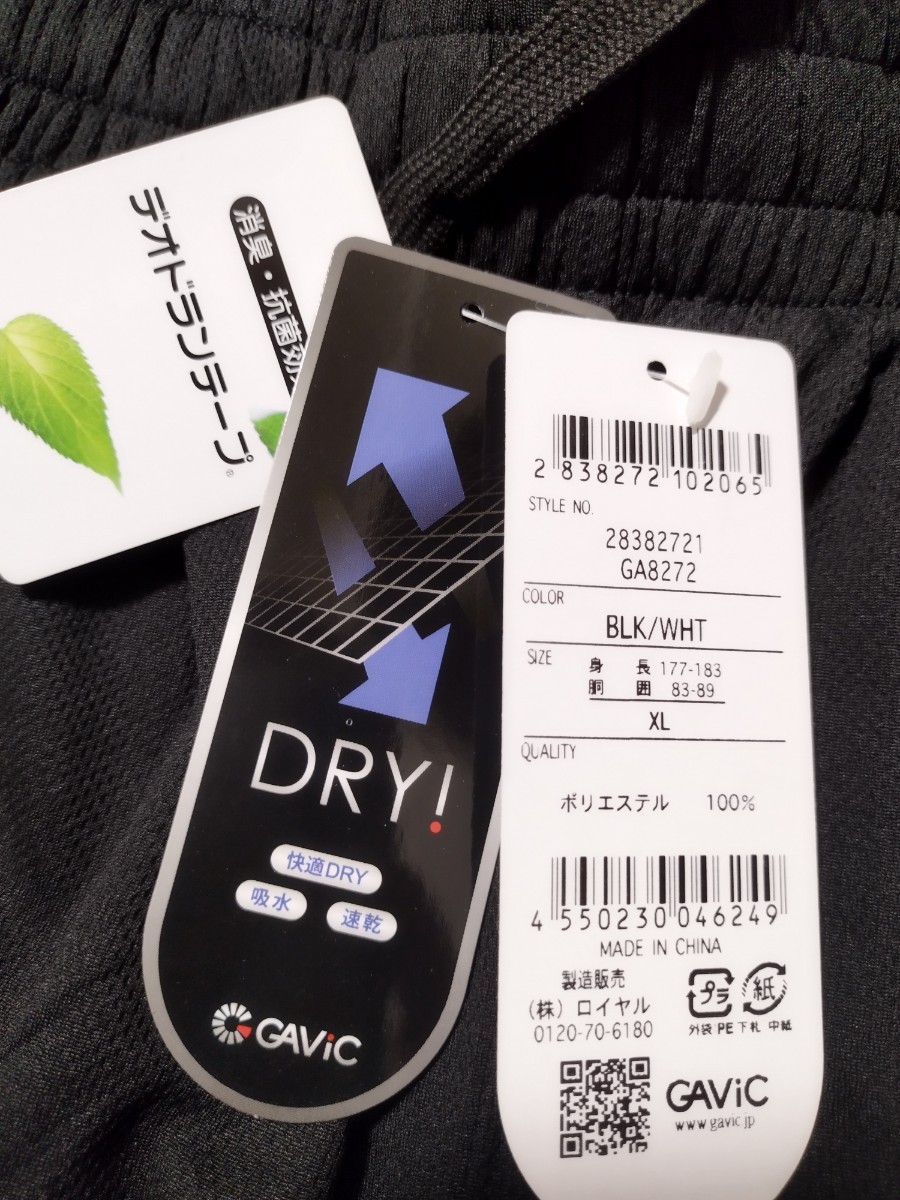 消臭・抗菌効
デオドランテープ®
DRY!
快適DRY
吸水
速乾
GAViC
2 838272 102065
STYLE NO.
28382721
GA8272
COLOR
BLK/WHT
SIZE
身 長 177-183
胴 囲 83-89
XL
QUALITY
ポリエステル 100%
4 550230 046249
MADE IN CHINA
製造販売
(株) ロイヤル
0120-70-6180
プラ
紙
外袋 PE 下札 中紙
GAViC
www.gavic.jp